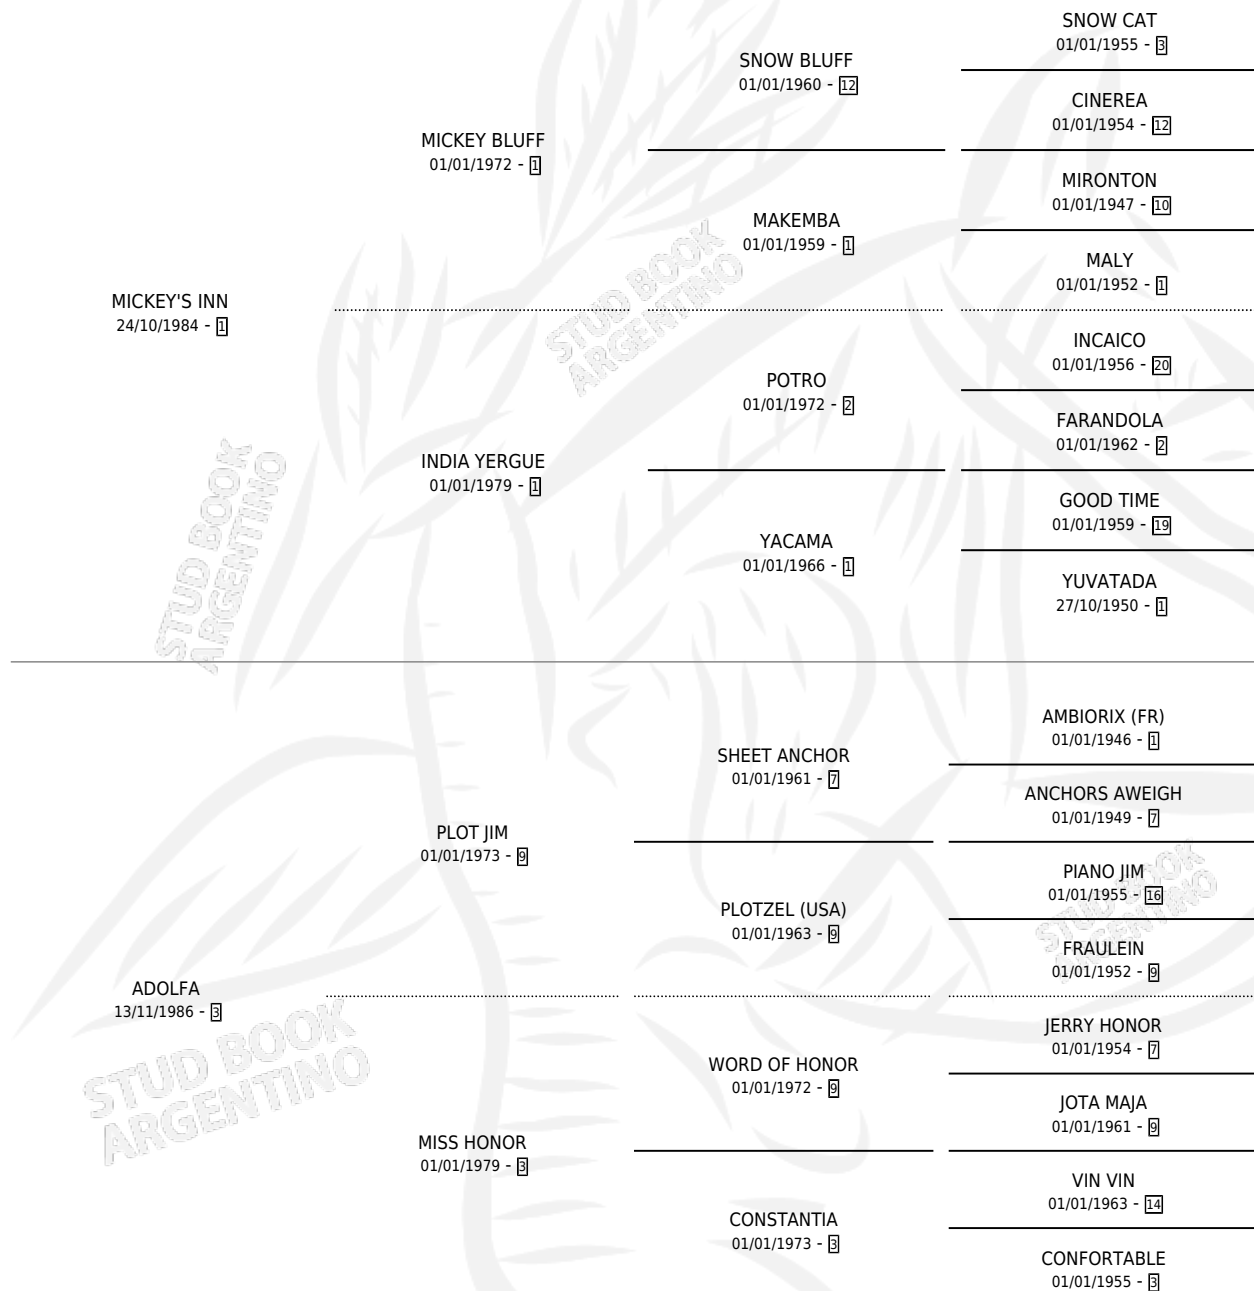 SNOW CAT
01/01/1955 - 3
SNOW BLUFF
01/01/1960 - 12
CINEREA
01/01/1954 - 12
MICKEY BLUFF
01/01/1972 - 1
MIRONTON
01/01/1947 - 10
MAKEMBA
01/01/1959 - 1
MALY
01/01/1952 - 1
MICKEY'S INN
24/10/1984 - 1
INCAICO
01/01/1956 - 20
POTRO
01/01/1972 - 2
FARANDOLA
01/01/1962 - 2
INDIA YERGUE
01/01/1979 - 1
GOOD TIME
01/01/1959 - 19
YACAMA
01/01/1966 - 1
YUVATADA
27/10/1950 - 1
STUD BOOK
ARGENTINO
STUD BOOK
ARGENTINO
AMBIORIX (FR)
01/01/1946 - 1
SHEET ANCHOR
01/01/1961 - 7
ANCHORS AWEIGH
01/01/1949 - 7
PLOT JIM
01/01/1973 - 9
PIANO JIM
01/01/1955 - 16
PLOTZEL (USA)
01/01/1963 - 9
FRAULEIN
01/01/1952 - 9
STUD BOOK
ARGENTINO
ADOLFA
13/11/1986 - 3
JERRY HONOR
01/01/1954 - 7
WORD OF HONOR
01/01/1972 - 9
JOTA MAJA
01/01/1961 - 9
STUD BOOK
ARGENTINO
MISS HONOR
01/01/1979 - 3
VIN VIN
01/01/1963 - 14
CONSTANTIA
01/01/1973 - 3
CONFORTABLE
01/01/1955 - 3